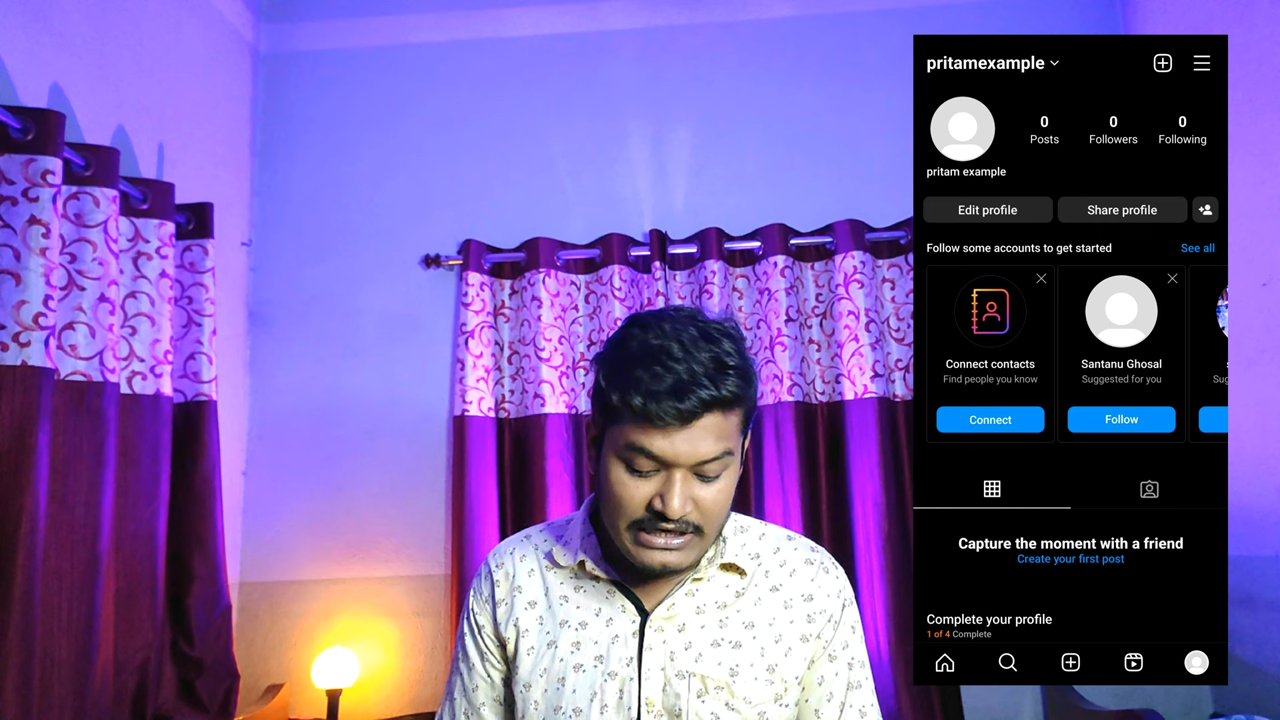 pritamexample
0 0 0
Posts Followers Following
pritam example
Edit profile Share profile
Follow some accounts to get started See all
Connect contacts Santanu Ghosal
Find people you know Suggested for you
Connect Follow
Capture the moment with a friend
Create your first post
Complete your profile
1 of 4 Complete